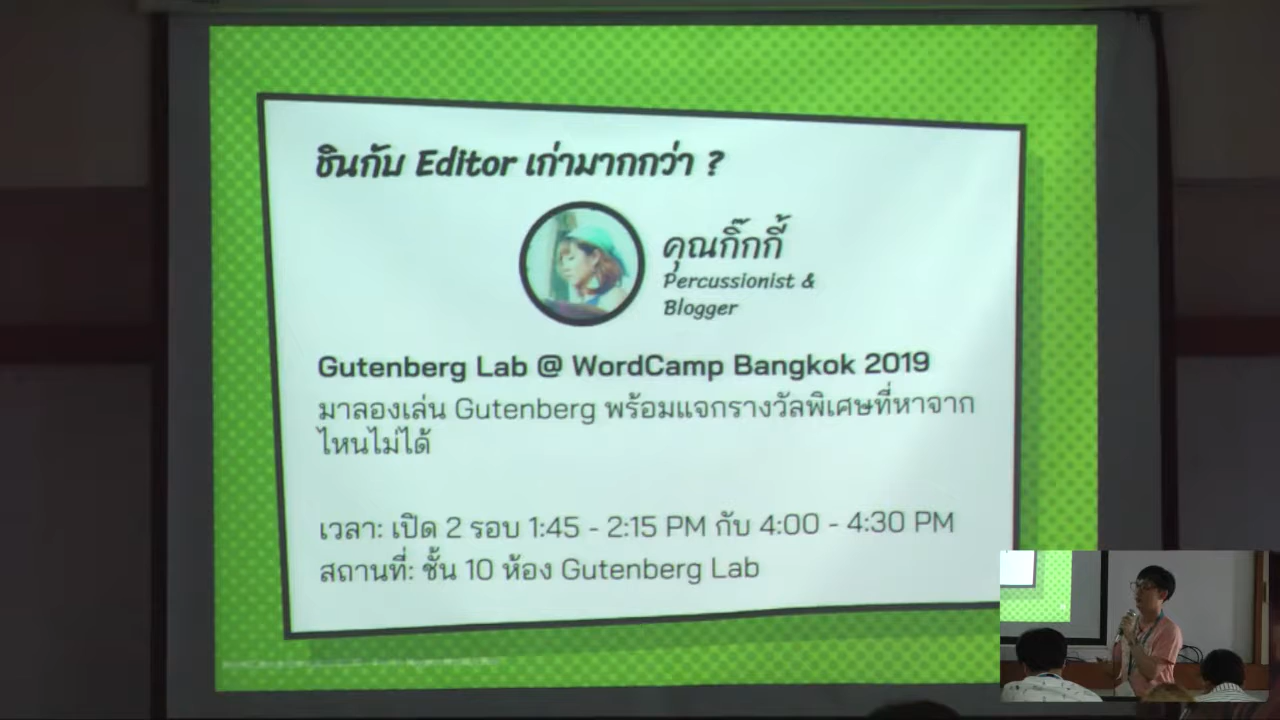 ชินกับ Editor เก่ามากกว่า ?
คุณกิ๊กกี้
Percussionist &
Blogger
Gutenberg Lab @ WordCamp Bangkok 2019
มาลองเล่น Gutenberg พร้อมแจกรางวัลพิเศษที่หาจาก
ไหนไม่ได้
เวลา: เปิด 2 รอบ 1:45 - 2:15 PM กับ 4:00 - 4:30 PM
สถานที่: ชั้น 10 ห้อง Gutenberg Lab